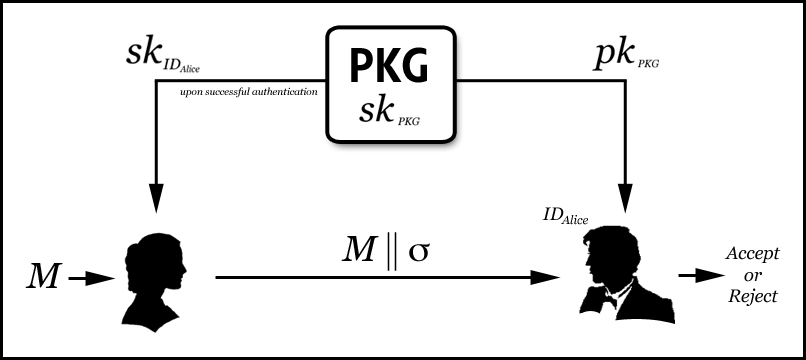 sk_ID_Alice
PKG
sk_PKG
pk_PKG
upon successful authentication
ID_Alice
M
M || σ
Accept
or
Reject